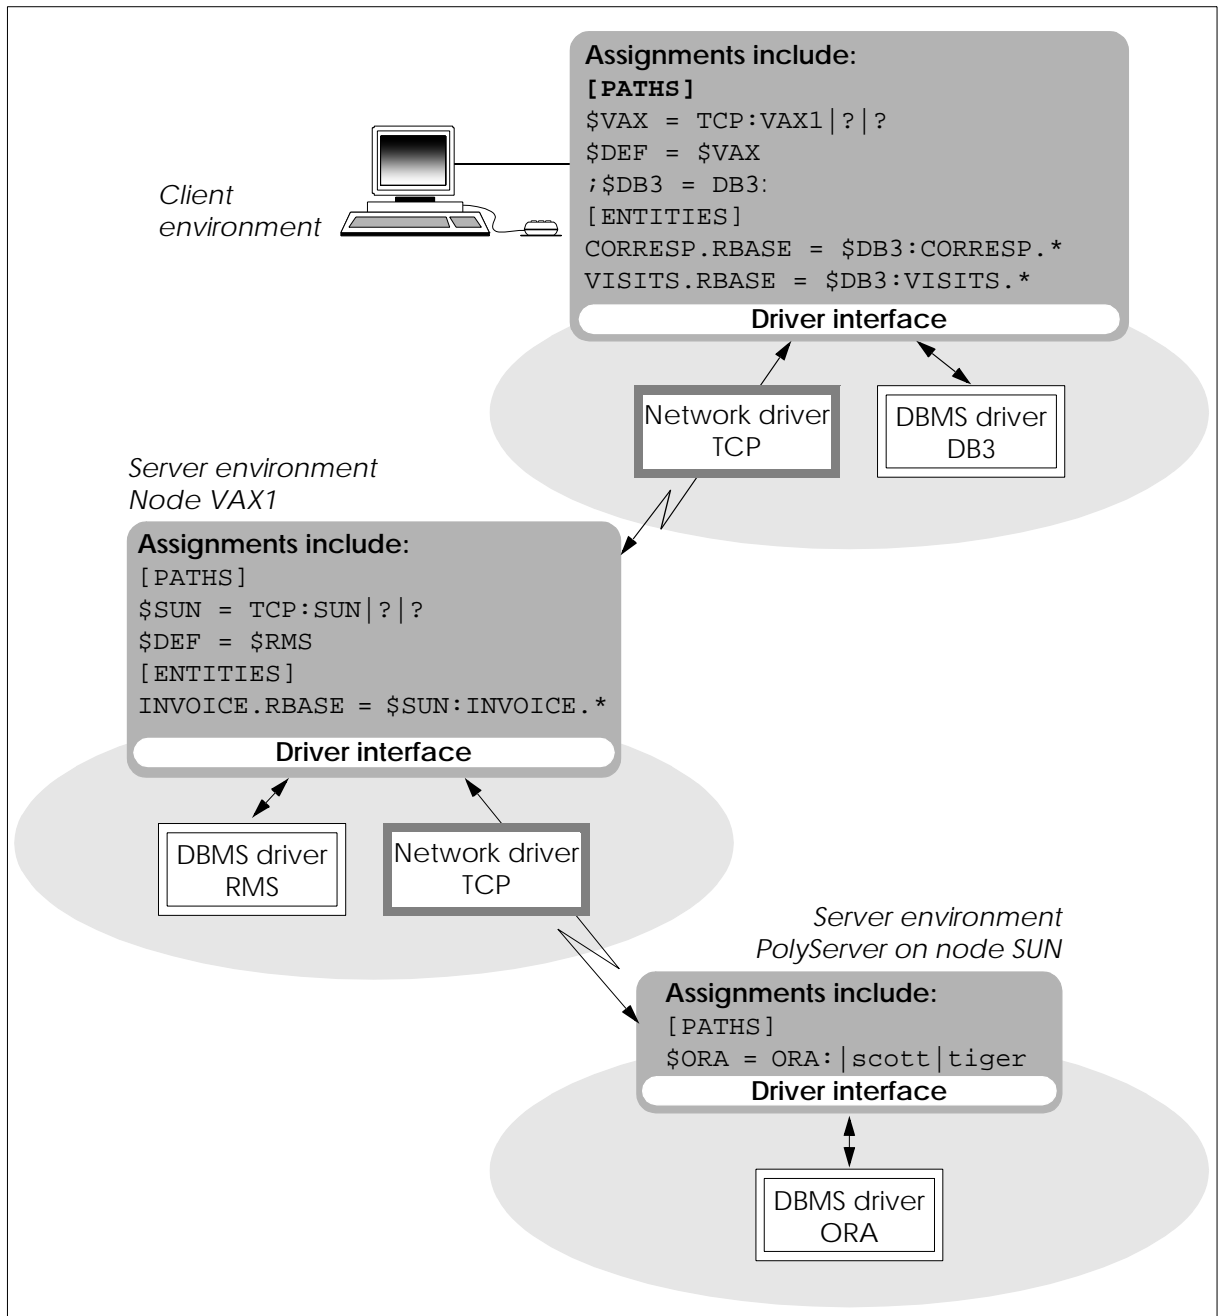 Assignments include:
[PATHS]
$VAX = TCP:VAX1|?|?
$DEF = $VAX
;$DB3 = DB3:
[ENTITIES]
CORRESP.RBASE = $DB3:CORRESP.*
VISITS.RBASE = $DB3:VISITS.*
Driver interface
Client
environment
Network driver
TCP
DBMS driver
DB3
Server environment
Node VAX1
Assignments include:
[PATHS]
$SUN = TCP:SUN|?|?
$DEF = $RMS
[ENTITIES]
INVOICE.RBASE = $SUN:INVOICE.*
Driver interface
DBMS driver
RMS
Network driver
TCP
Server environment
PolyServer on node SUN
Assignments include:
[PATHS]
$ORA = ORA:|scott|tiger
Driver interface
DBMS driver
ORA